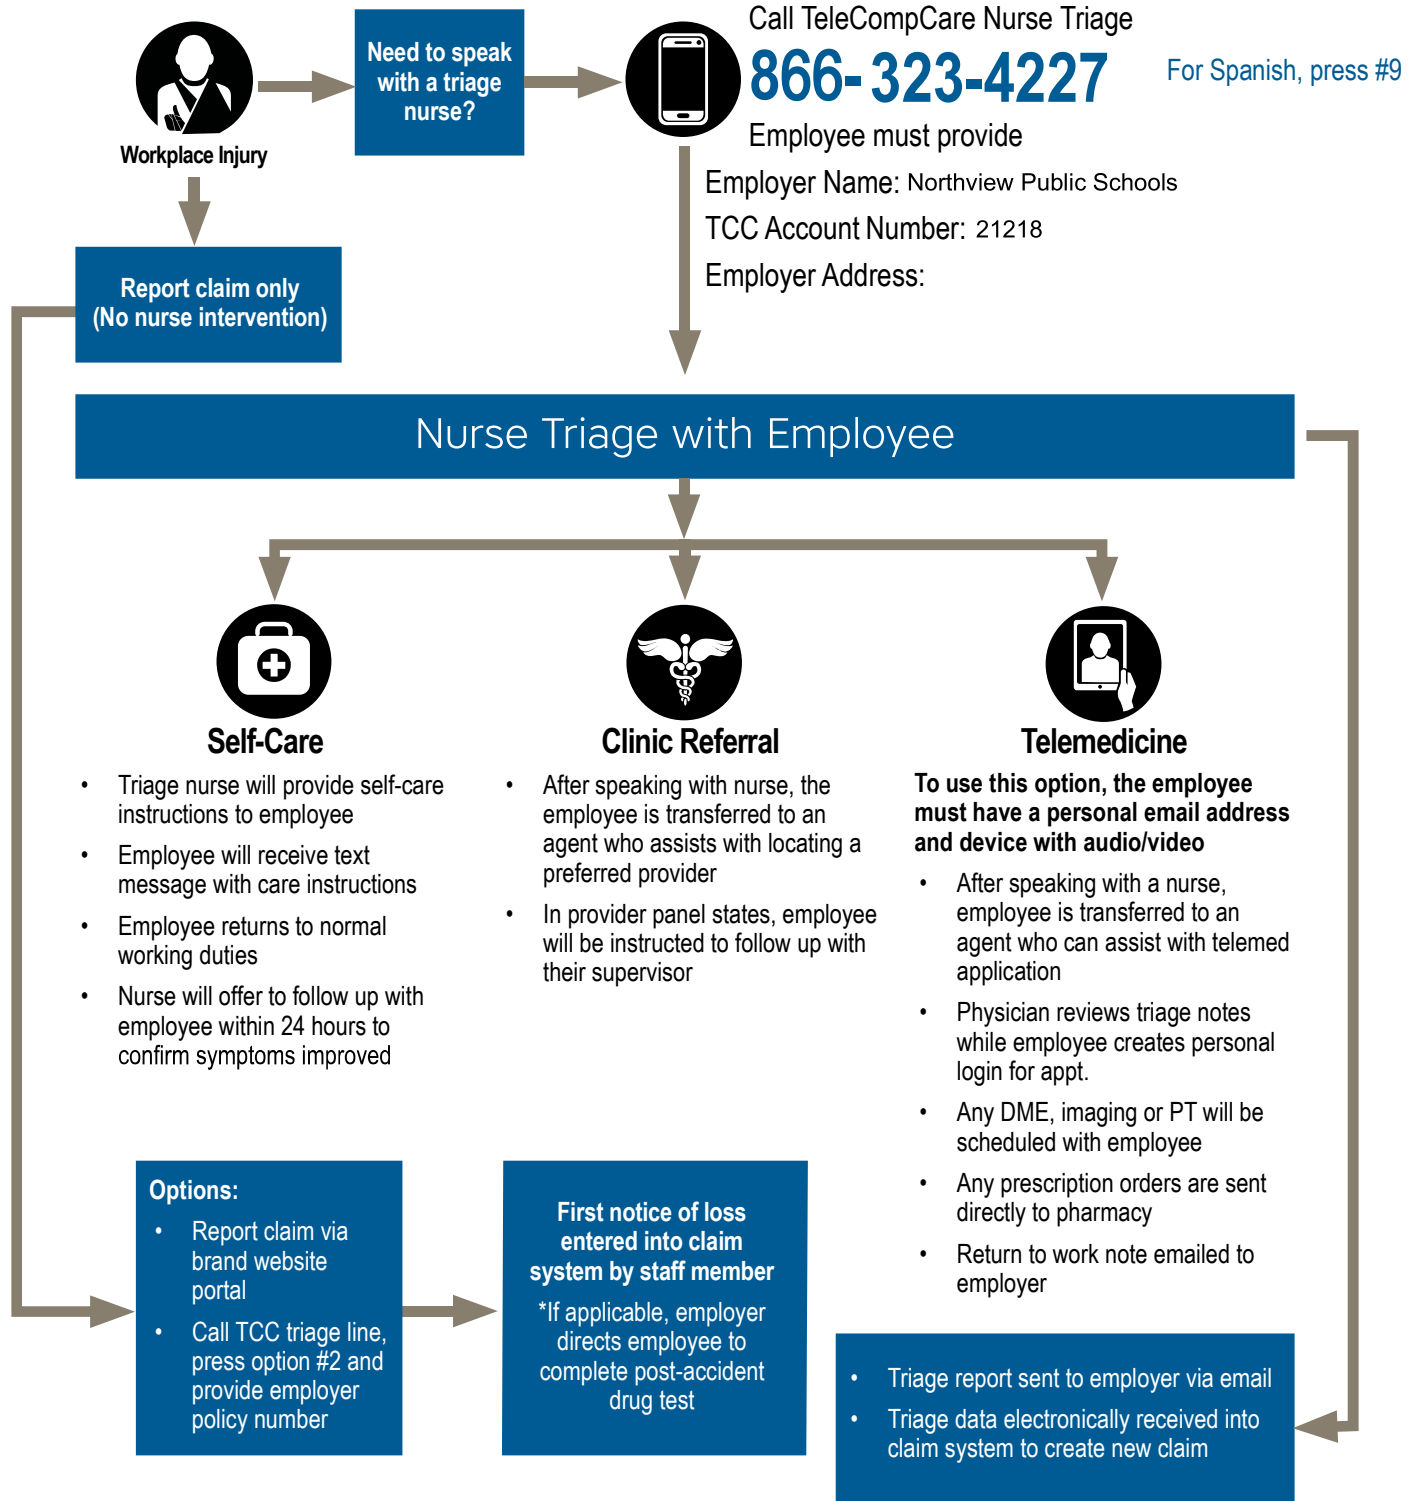 Call TeleCompCare Nurse Triage
866-323-4227
For Spanish, press #9
Need to speak
with a triage
nurse?
Workplace Injury
Employee must provide
Employer Name: Northview Public Schools
TCC Account Number: 21218
Employer Address:
Report claim only
(No nurse intervention)
Nurse Triage with Employee
Self-Care
• Triage nurse will provide self-care
instructions to employee
• Employee will receive text
message with care instructions
• Employee returns to normal
working duties
• Nurse will offer to follow up with
employee within 24 hours to
confirm symptoms improved
Clinic Referral
• After speaking with nurse, the
employee is transferred to an
agent who assists with locating a
preferred provider
• In provider panel states, employee
will be instructed to follow up with
their supervisor
Telemedicine
To use this option, the employee
must have a personal email address
and device with audio/video
• After speaking with a nurse,
employee is transferred to an
agent who can assist with telemed
application
• Physician reviews triage notes
while employee creates personal
login for appt.
• Any DME, imaging or PT will be
scheduled with employee
• Any prescription orders are sent
directly to pharmacy
• Return to work note emailed to
employer
Options:
• Report claim via
brand website
portal
• Call TCC triage line,
press option #2 and
provide employer
policy number
First notice of loss
entered into claim
system by staff member
*If applicable, employer
directs employee to
complete post-accident
drug test
• Triage report sent to employer via email
• Triage data electronically received into
claim system to create new claim